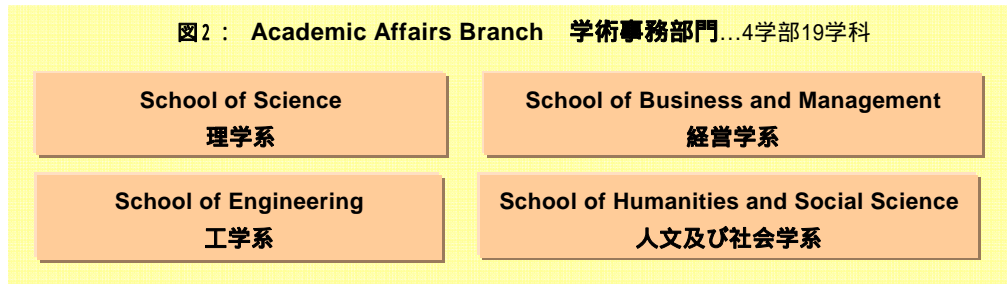 図2： Academic Affairs Branch 学術事務部門…4学部19学科
School of Science
理学系
School of Business and Management
経営学系
School of Engineering
工学系
School of Humanities and Social Science
人文及び社会学系